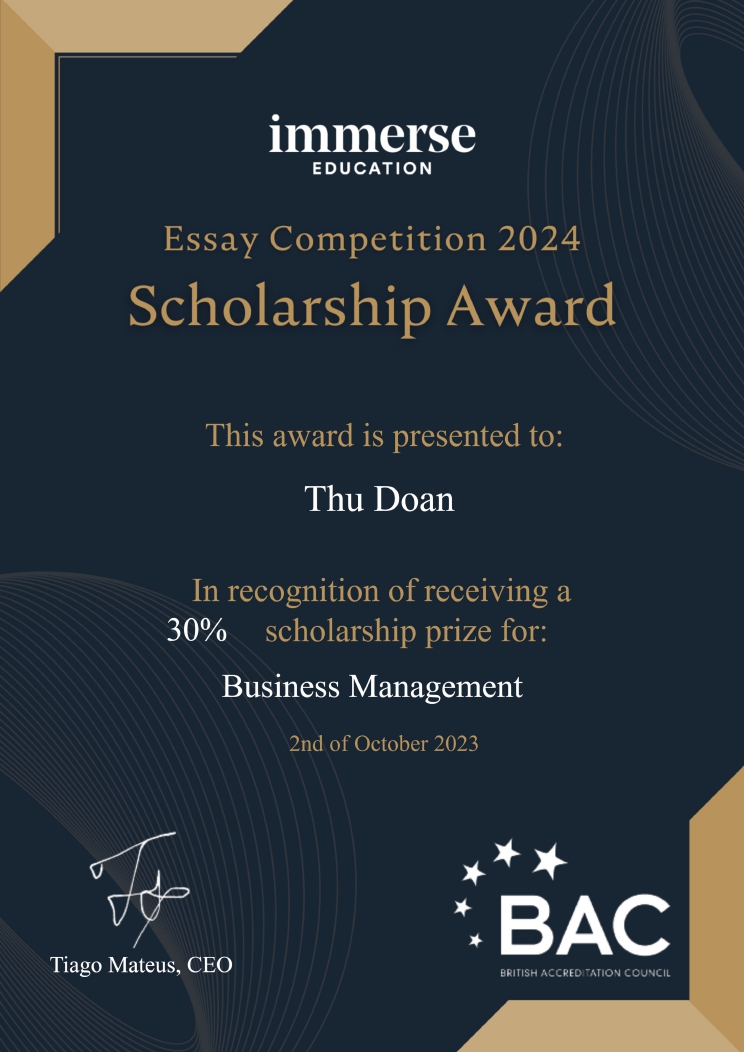 immerse
EDUCATION
Essay Competition 2024
Scholarship Award
This award is presented to:
Thu Doan
In recognition of receiving a
30% scholarship prize for:
Business Management
2nd of October 2023
Tiago Mateus, CEO
BAC
BRITISH ACCREDITATION COUNCIL